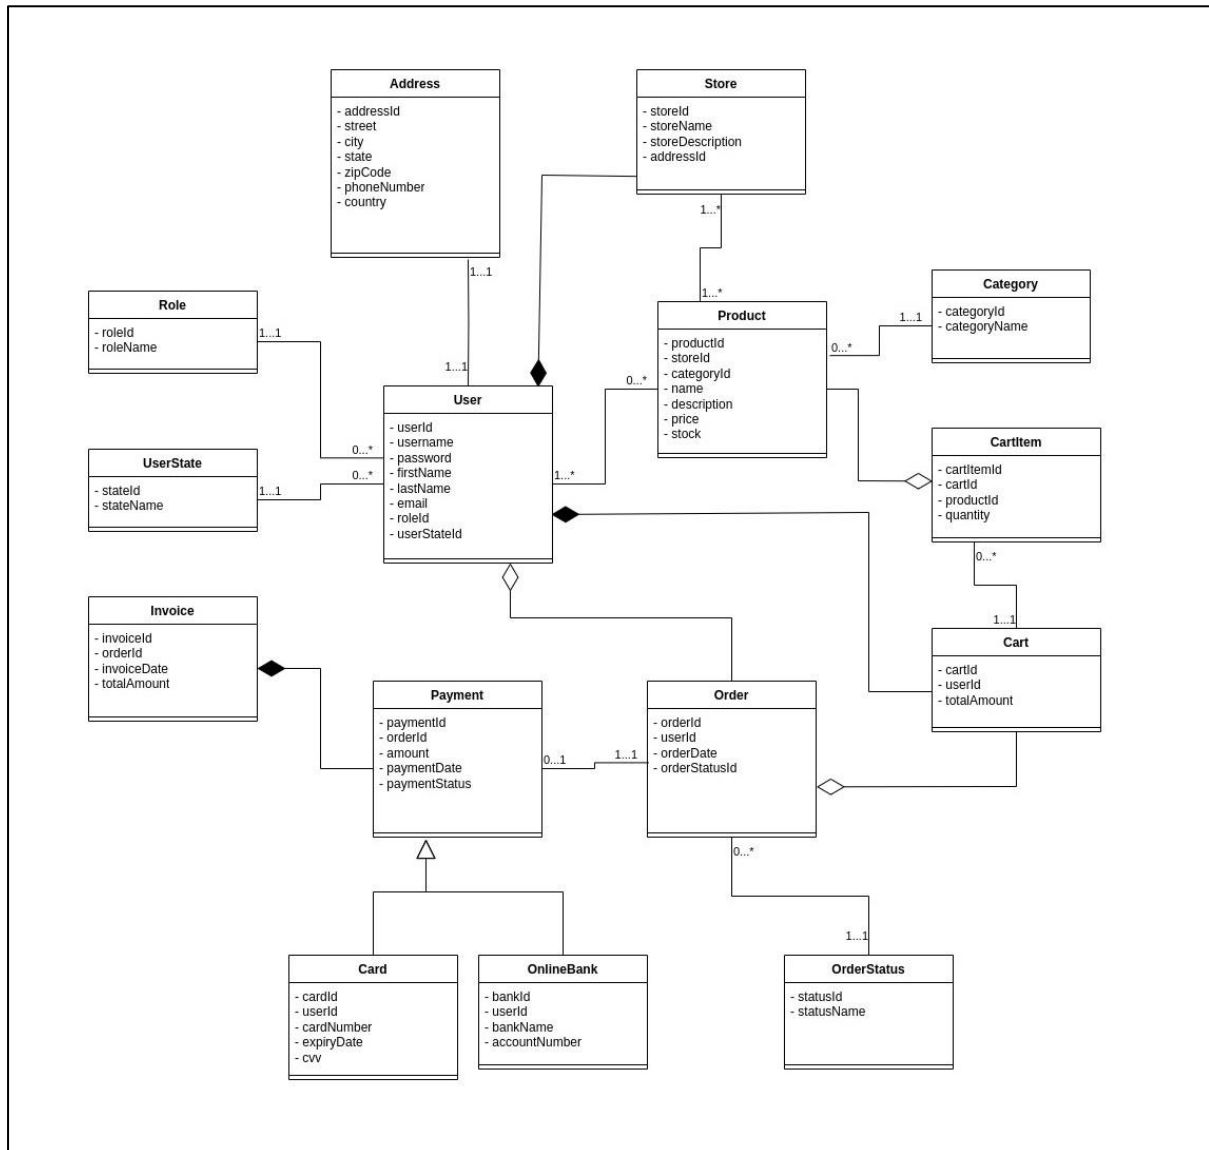 Address
- addressId
- street
- city
- state
- zipCode
- phoneNumber
- country
Store
- storeId
- storeName
- storeDescription
- addressId
1...*
1...1
Role
- roleId
- roleName
1...1
1...*
Product
- productId
- storeId
- categoryId
- name
- description
- price
- stock
Category
- categoryId
- categoryName
1...1
0...*
1...1
0...*
User
- userId
- username
- password
- firstName
- lastName
- email
- roleId
- userStateId
0...*
0...*
1...*
UserState
- stateId
- stateName
1...1
CartItem
- cartItemId
- cartId
- productId
- quantity
0...*
1...1
Invoice
- invoiceId
- orderId
- invoiceDate
- totalAmount
Cart
- cartId
- userId
- totalAmount
Payment
- paymentId
- orderId
- amount
- paymentDate
- paymentStatus
0...1
1...1
Order
- orderId
- userId
- orderDate
- orderStatusId
0...*
1...1
Card
- cardId
- userId
- cardNumber
- expiryDate
- cvv
OnlineBank
- bankId
- userId
- bankName
- accountNumber
OrderStatus
- statusId
- statusName